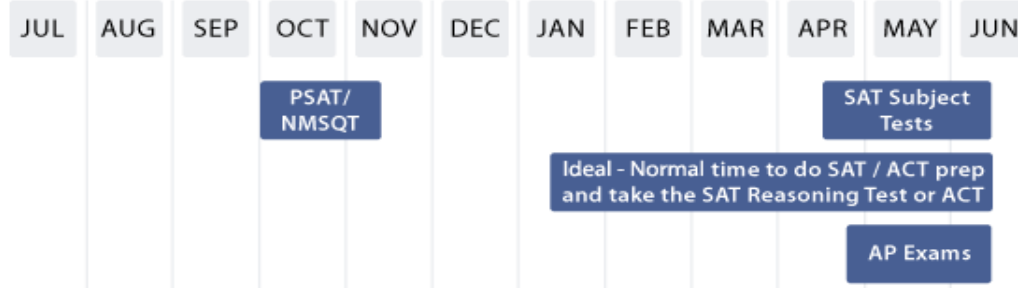 JUL AUG SEP OCT NOV DEC JAN FEB MAR APR MAY JUN
PSAT/
NMSQT
SAT Subject
Tests
Ideal - Normal time to do SAT / ACT prep
and take the SAT Reasoning Test or ACT
AP Exams